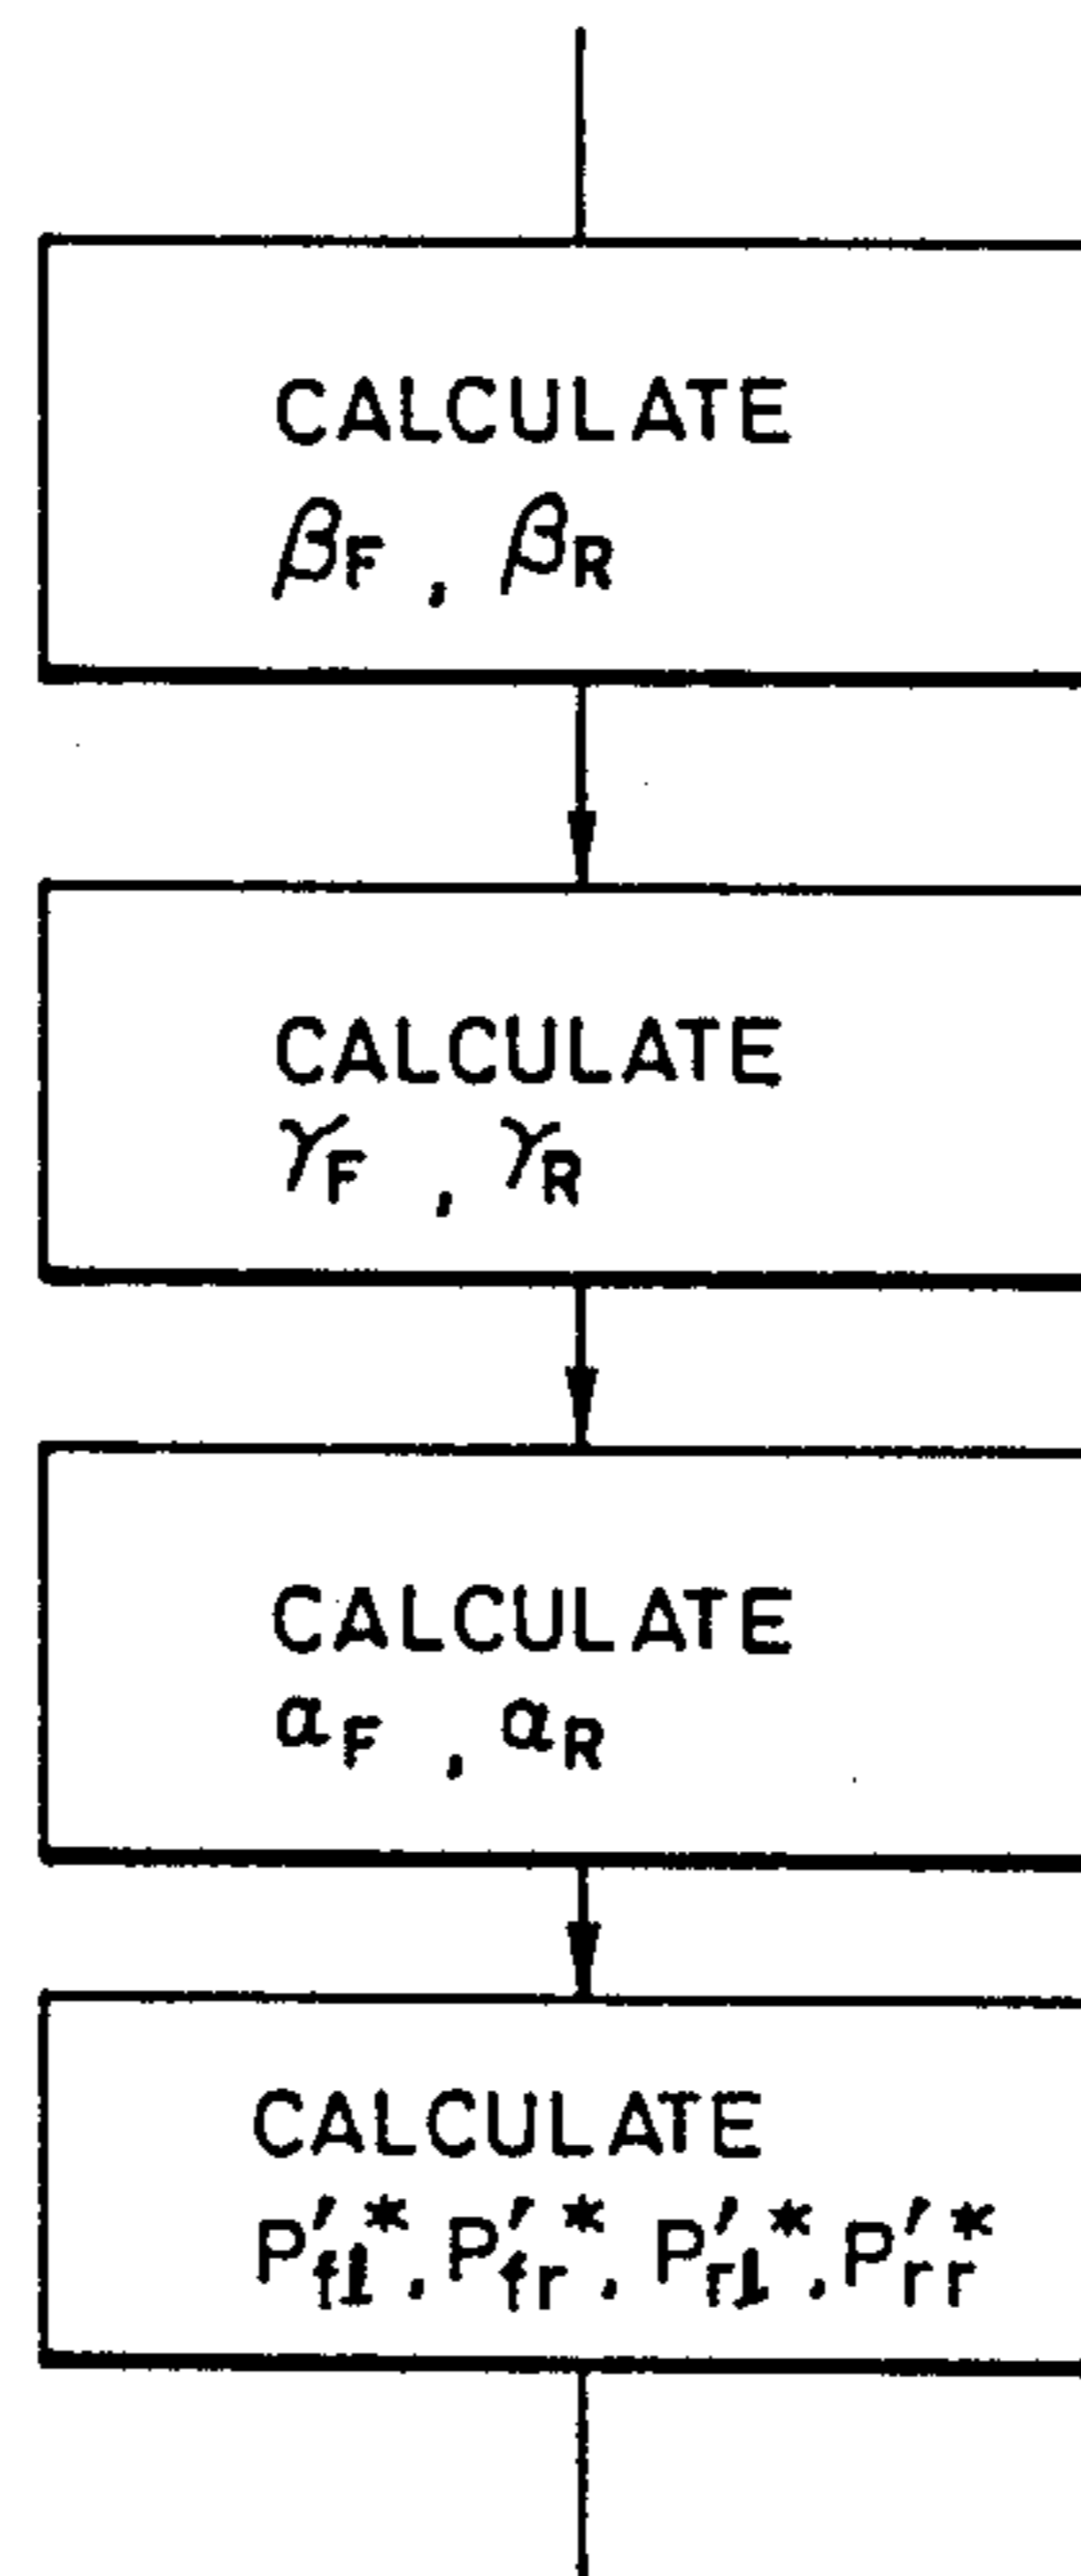 CALCULATE
βF , βR
CALCULATE
γF , γR
CALCULATE
αF , αR
CALCULATE
P'fl*, P'fr*, P'rl*, P'rr*